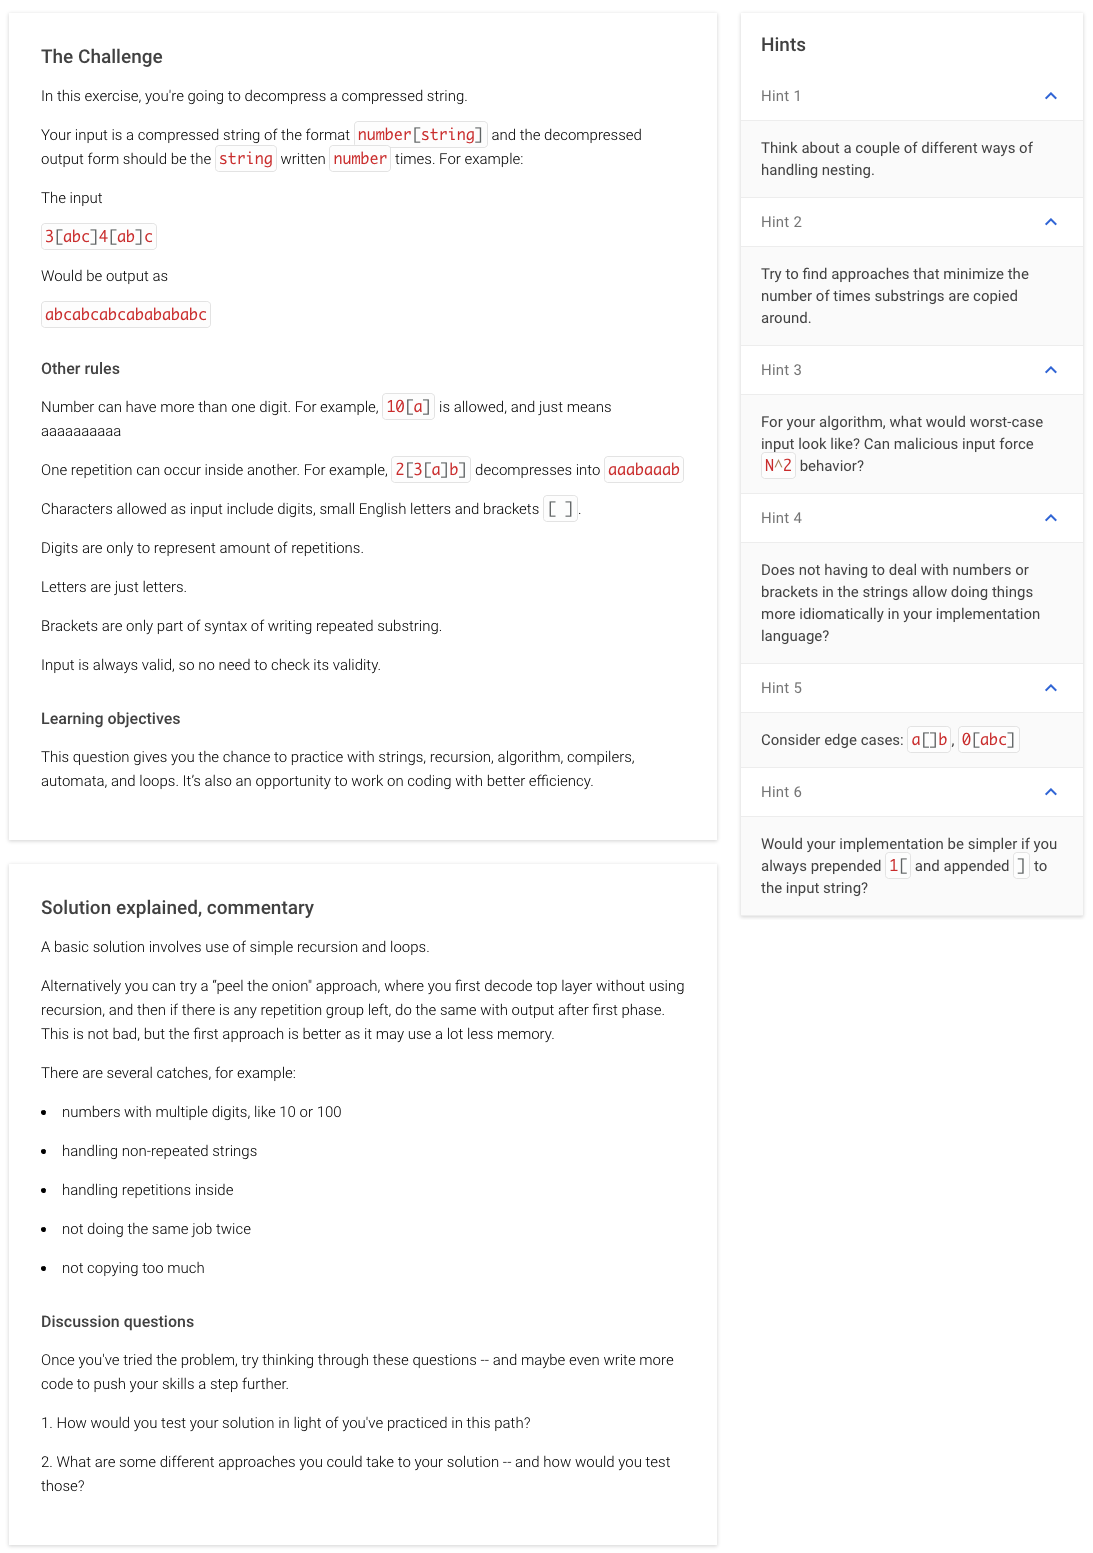 The Challenge
In this exercise, you're going to decompress a compressed string.
Your input is a compressed string of the format number[string] and the decompressed
output form should be the string written number times. For example:
The input
3[abc]4[ab]c
Would be output as
abcabcabcababababc
Other rules
Number can have more than one digit. For example, 10[a] is allowed, and just means
aaaaaaaaaa
One repetition can occur inside another. For example, 2[3[a]b] decompresses into aaabaaab
Characters allowed as input include digits, small English letters and brackets [ ].
Digits are only to represent amount of repetitions.
Letters are just letters.
Brackets are only part of syntax of writing repeated substring.
Input is always valid, so no need to check its validity.
Learning objectives
This question gives you the chance to practice with strings, recursion, algorithm, compilers,
automata, and loops. It’s also an opportunity to work on coding with better efficiency.
Solution explained, commentary
A basic solution involves use of simple recursion and loops.
Alternatively you can try a “peel the onion" approach, where you first decode top layer without using
recursion, and then if there is any repetition group left, do the same with output after first phase.
This is not bad, but the first approach is better as it may use a lot less memory.
There are several catches, for example:
• numbers with multiple digits, like 10 or 100
• handling non-repeated strings
• handling repetitions inside
• not doing the same job twice
• not copying too much
Discussion questions
Once you've tried the problem, try thinking through these questions -- and maybe even write more
code to push your skills a step further.
1. How would you test your solution in light of you've practiced in this path?
2. What are some different approaches you could take to your solution -- and how would you test
those?
Hints
Hint 1
Think about a couple of different ways of
handling nesting.
Hint 2
Try to find approaches that minimize the
number of times substrings are copied
around.
Hint 3
For your algorithm, what would worst-case
input look like? Can malicious input force
N^2 behavior?
Hint 4
Does not having to deal with numbers or
brackets in the strings allow doing things
more idiomatically in your implementation
language?
Hint 5
Consider edge cases: a[]b, 0[abc]
Hint 6
Would your implementation be simpler if you
always prepended 1[ and appended ] to
the input string?